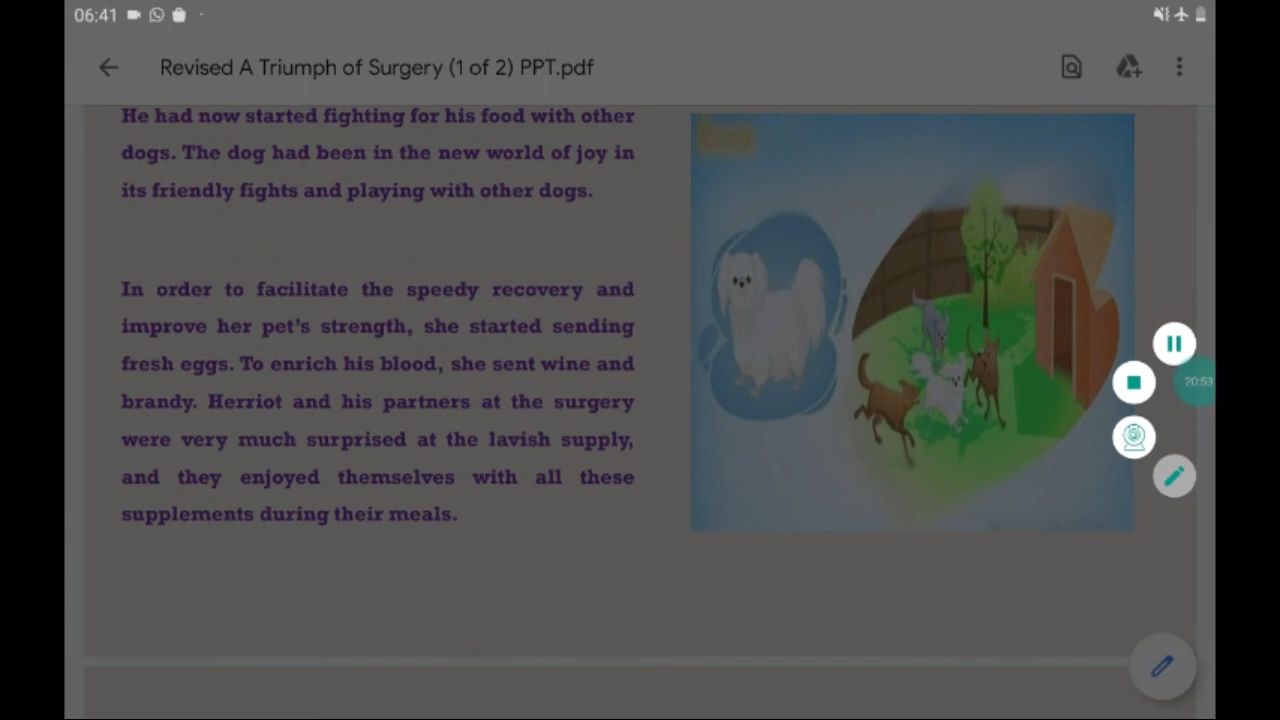 06:41
Revised A Triumph of Surgery (1 of 2) PPT.pdf
He had now started fighting for his food with other
dogs. The dog had been in the new world of joy in
its friendly fights and playing with other dogs.
In order to facilitate the speedy recovery and
improve her pet's strength, she started sending
fresh eggs. To enrich his blood, she sent wine and
brandy. Herriot and his partners at the surgery
were very much surprised at the lavish supply,
and they enjoyed themselves with all these
supplements during their meals.
20:53